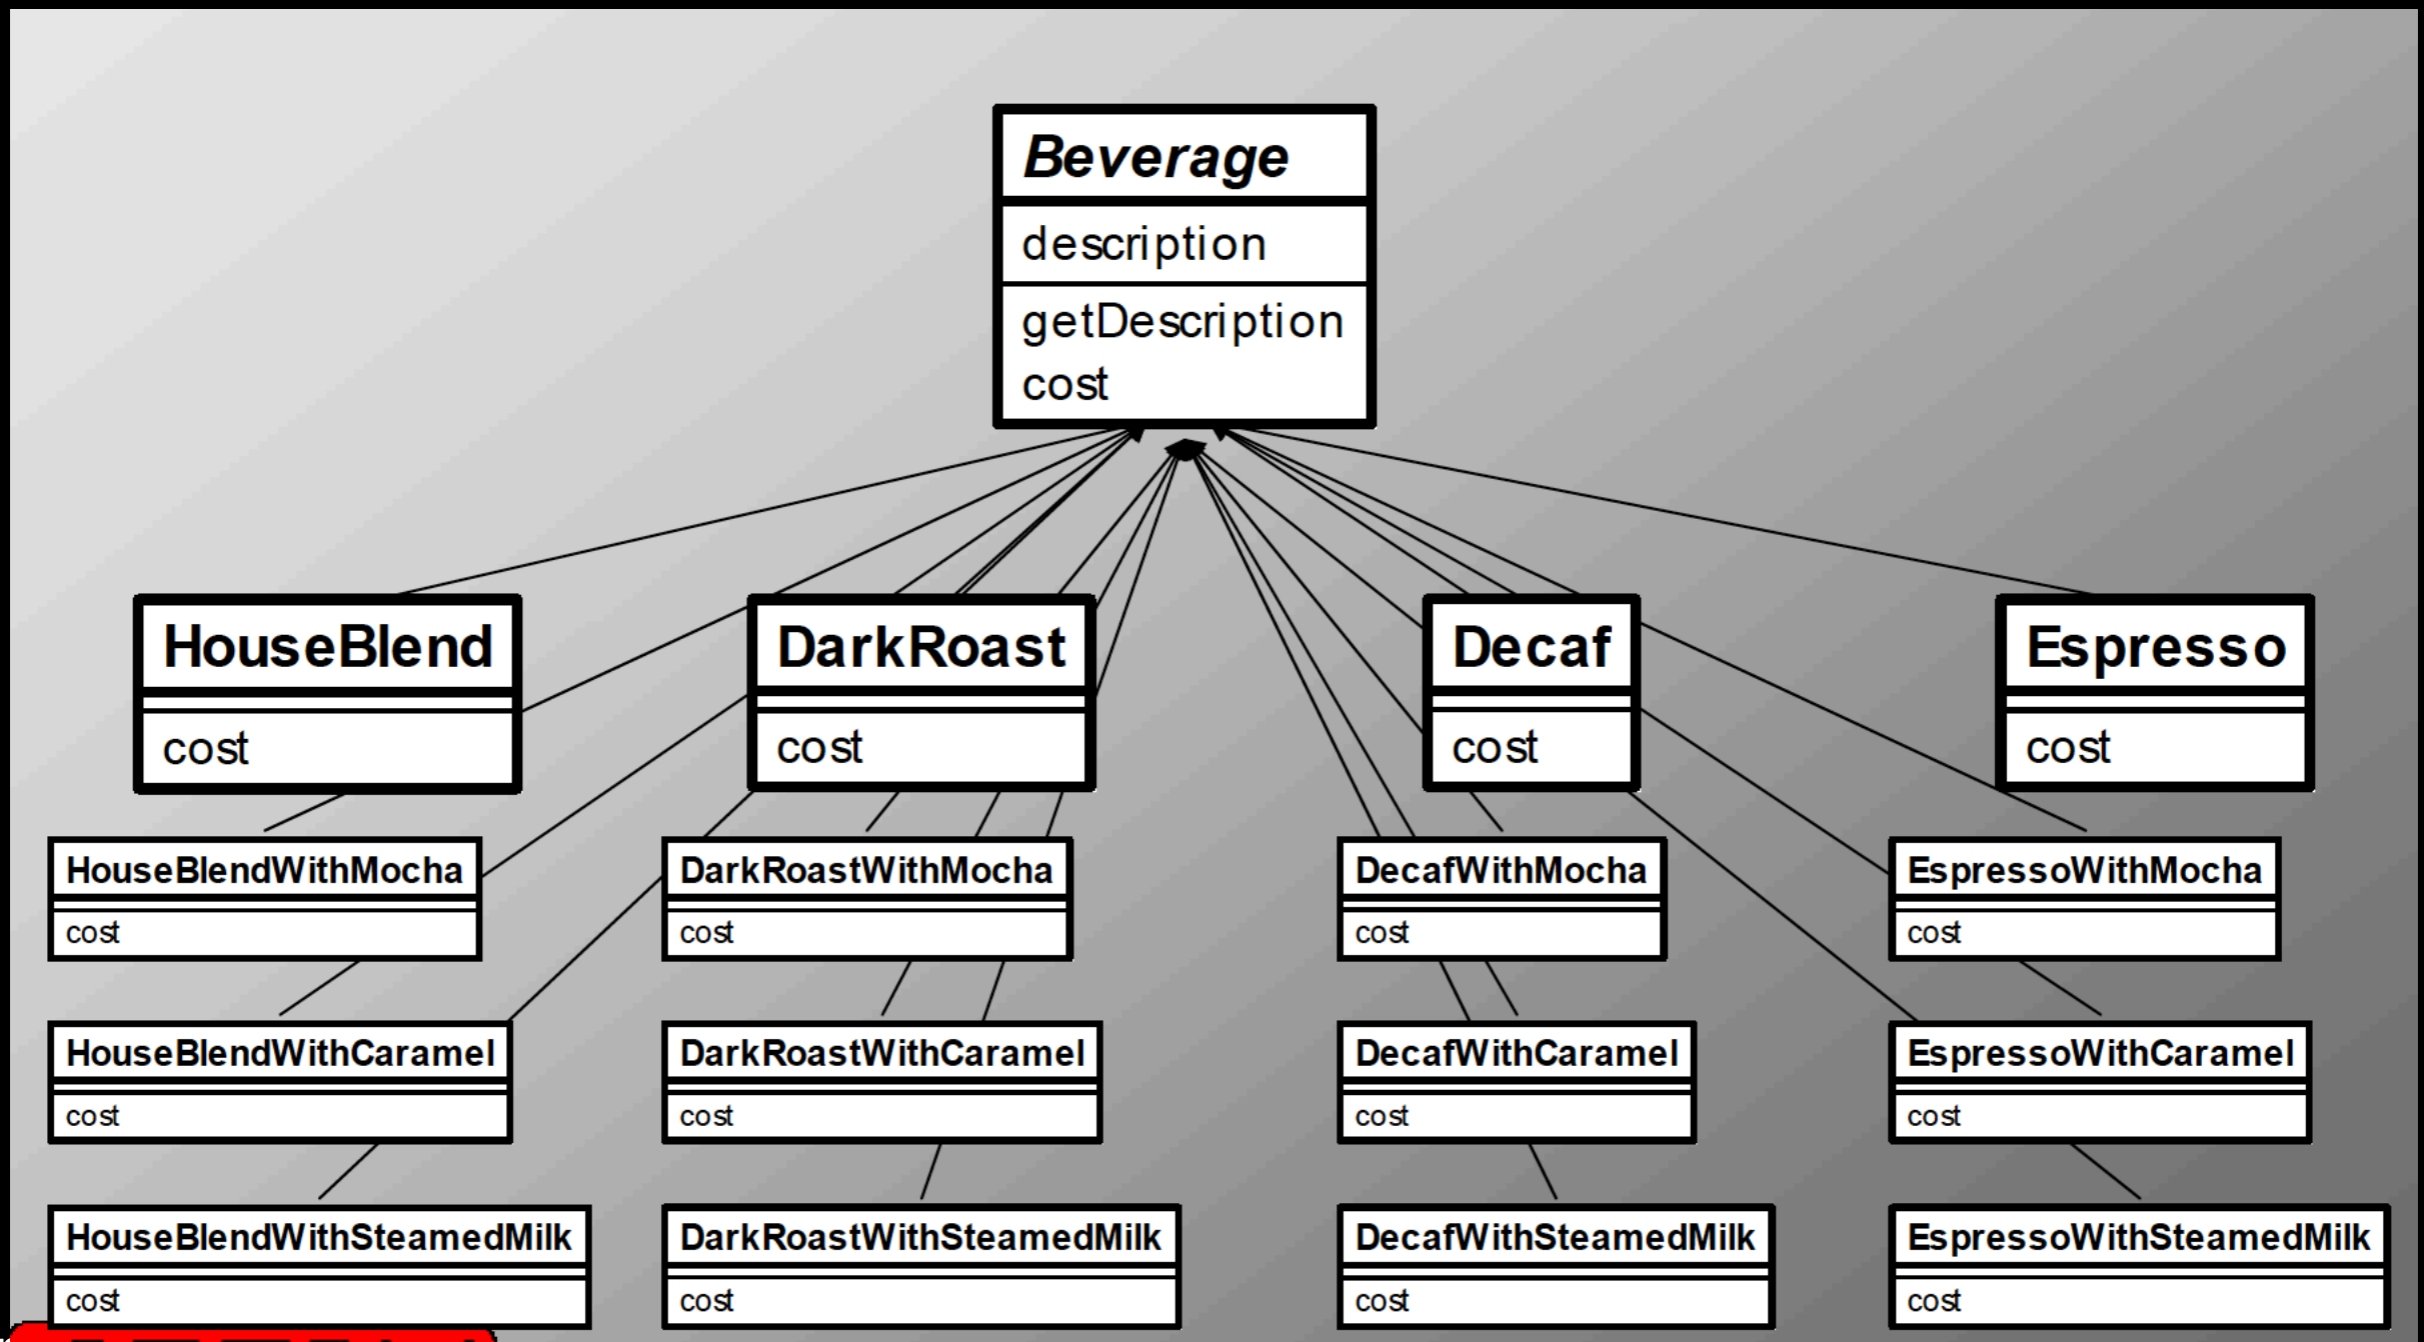 Beverage
description
getDescription
cost
HouseBlend
cost
DarkRoast
cost
Decaf
cost
Espresso
cost
HouseBlendWithMocha
cost
DarkRoastWithMocha
cost
DecafWithMocha
cost
EspressoWithMocha
cost
HouseBlendWithCaramel
cost
DarkRoastWithCaramel
cost
DecafWithCaramel
cost
EspressoWithCaramel
cost
HouseBlendWithSteamedMilk
cost
DarkRoastWithSteamedMilk
cost
DecafWithSteamedMilk
cost
EspressoWithSteamedMilk
cost